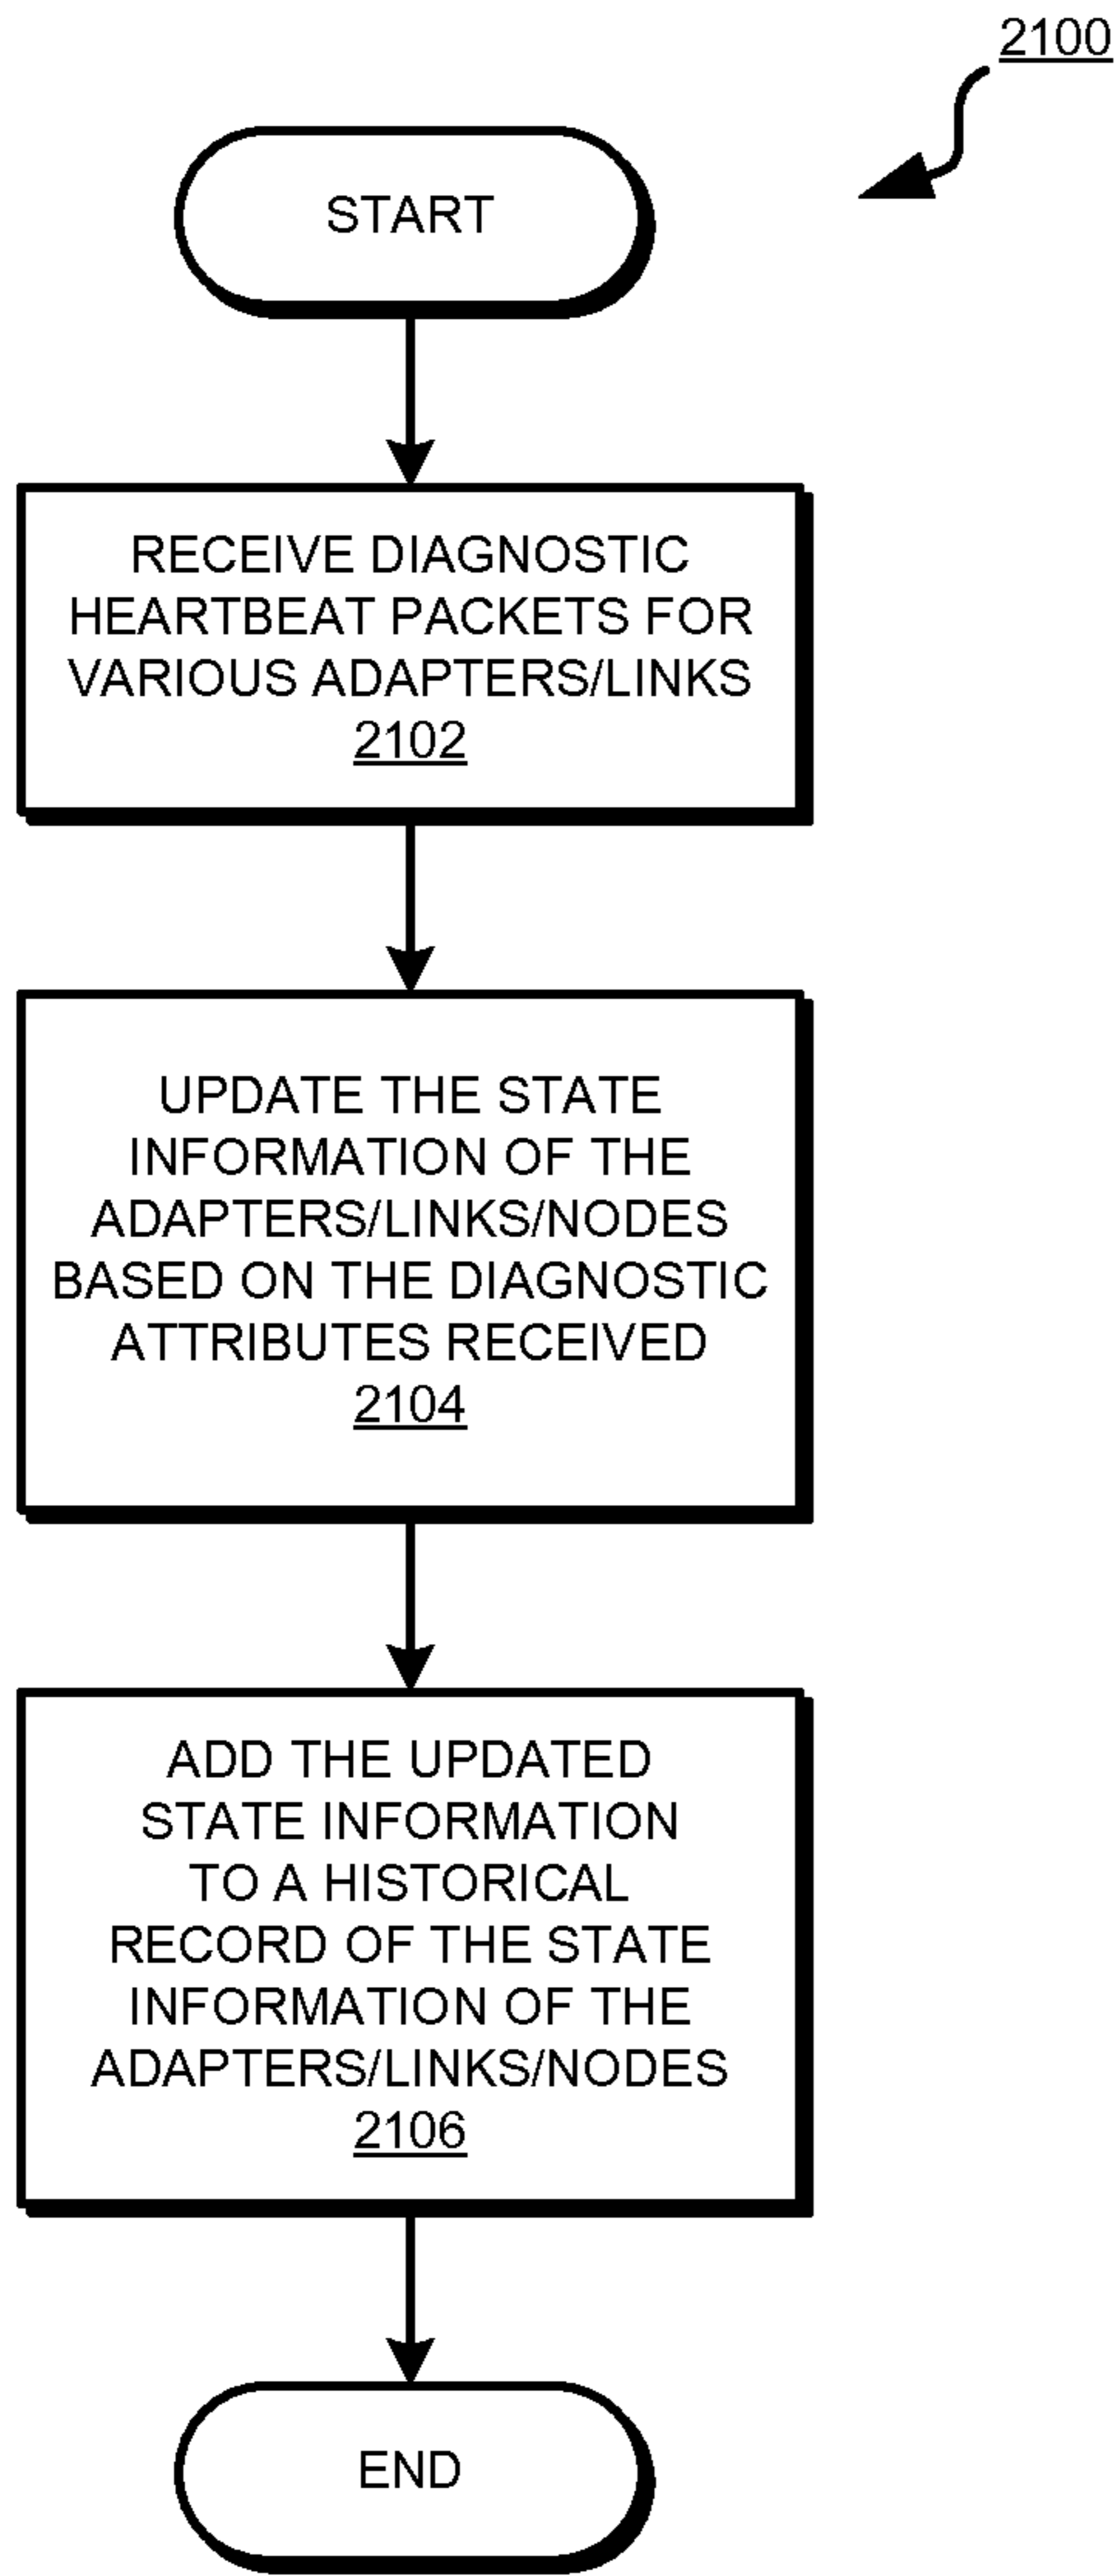 2100
START
RECEIVE DIAGNOSTIC
HEARTBEAT PACKETS FOR
VARIOUS ADAPTERS/LINKS
2102
UPDATE THE STATE
INFORMATION OF THE
ADAPTERS/LINKS/NODES
BASED ON THE DIAGNOSTIC
ATTRIBUTES RECEIVED
2104
ADD THE UPDATED
STATE INFORMATION
TO A HISTORICAL
RECORD OF THE STATE
INFORMATION OF THE
ADAPTERS/LINKS/NODES
2106
END